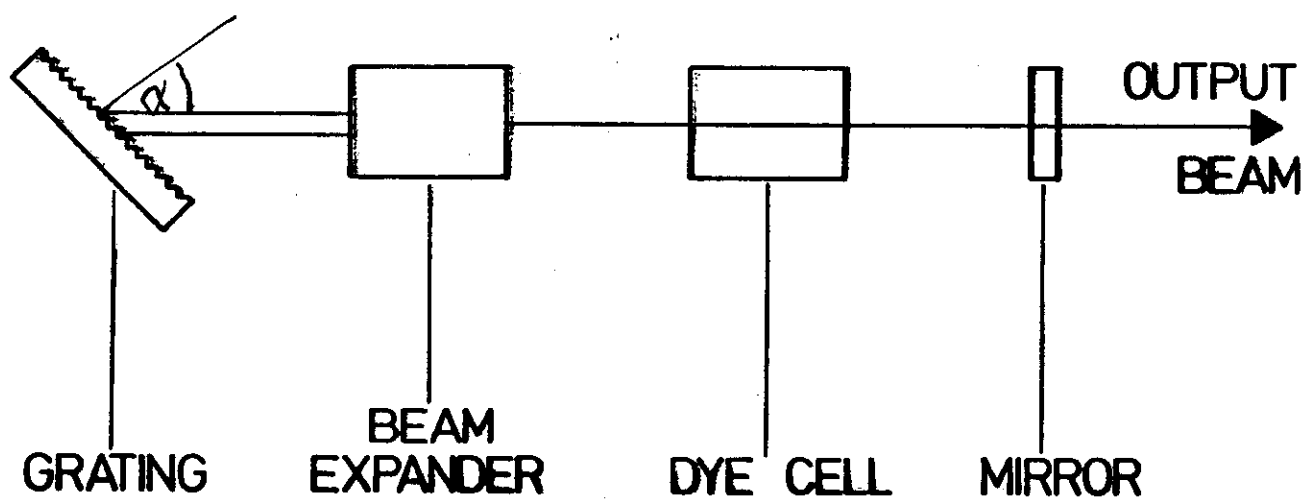 α
OUTPUT
BEAM
GRATING
BEAM
EXPANDER
DYE CELL
MIRROR